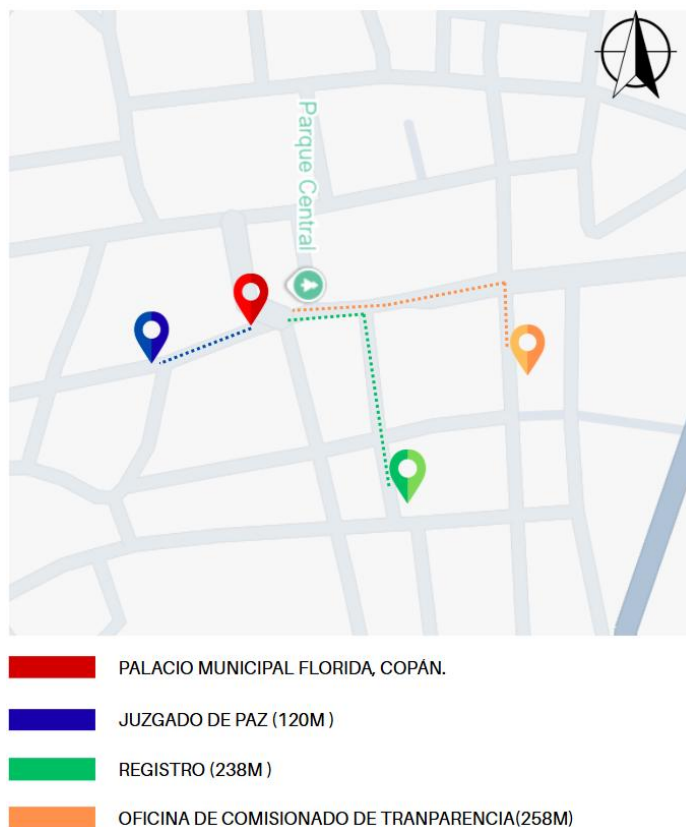 Parque Central
PALACIO MUNICIPAL FLORIDA, COPÁN.
JUZGADO DE PAZ (120M )
REGISTRO (238M )
OFICINA DE COMISIONADO DE TRANPARENCIA(258M)